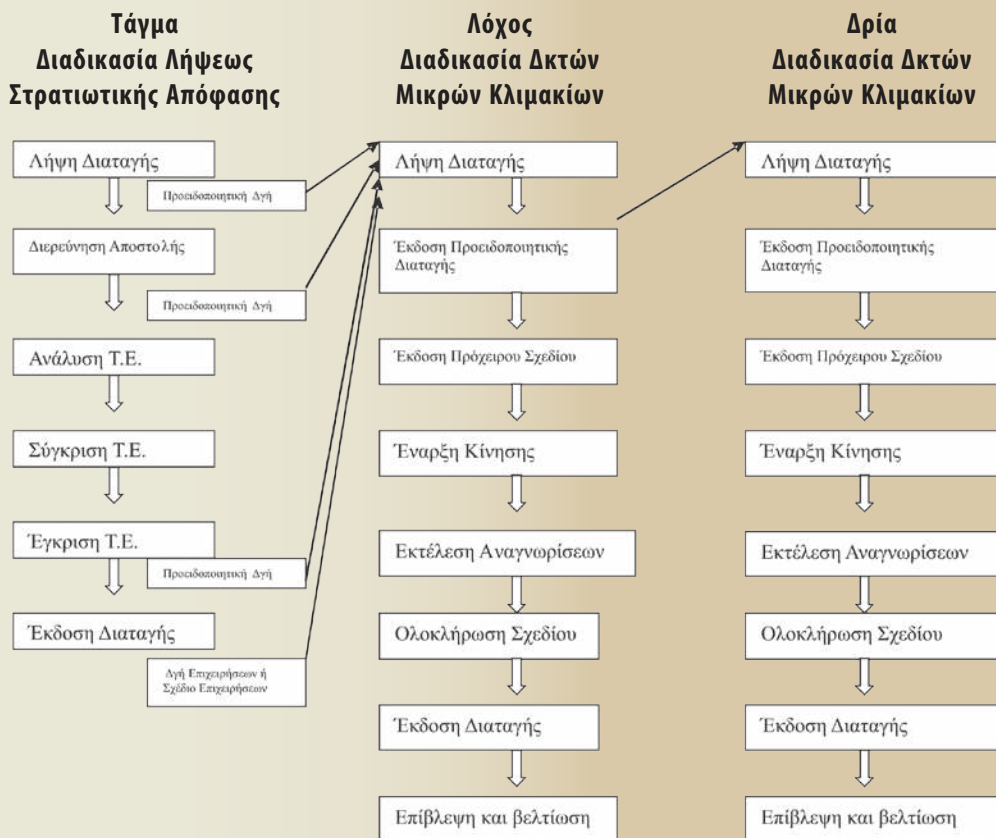 Τάγμα
Διαδικασία Λήψεως
Στρατιωτικής Απόφασης
Λήψη Διαταγής
Προειδοποιητική Δγή
Διερεύνηση Αποστολής
Προειδοποιητική Δγή
Ανάλυση Τ.Ε.
Σύγκριση Τ.Ε.
Έγκριση Τ.Ε.
Προειδοποιητική Δγή
Έκδοση Διαταγής
Δγή Επιχειρήσεων ή
Σχέδιο Επιχειρήσεων
Λόχος
Διαδικασία Δκτών
Μικρών Κλιμακίων
Λήψη Διαταγής
Έκδοση Προειδοποιητικής
Διαταγής
Έκδοση Πρόχειρου Σχεδίου
Έναρξη Κίνησης
Εκτέλεση Αναγνωρίσεων
Ολοκλήρωση Σχεδίου
Έκδοση Διαταγής
Επίβλεψη και βελτίωση
Δρία
Διαδικασία Δκτών
Μικρών Κλιμακίων
Λήψη Διαταγής
Έκδοση Προειδοποιητικής
Διαταγής
Έκδοση Πρόχειρου Σχεδίου
Έναρξη Κίνησης
Εκτέλεση Αναγνωρίσεων
Ολοκλήρωση Σχεδίου
Έκδοση Διαταγής
Επίβλεψη και βελτίωση